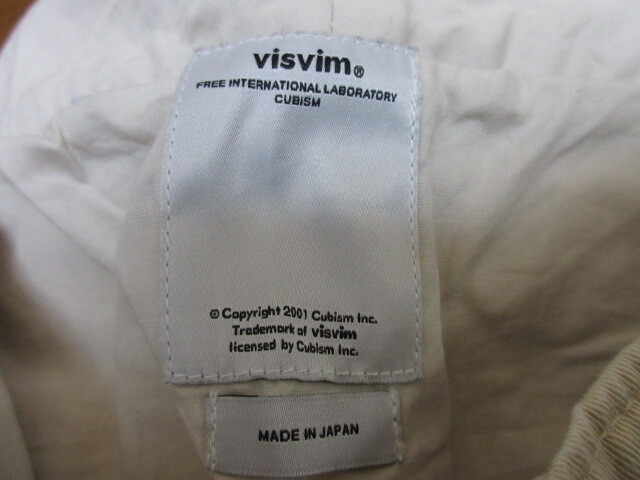 visvim®
FREE INTERNATIONAL LABORATORY
CUBISM
© Copyright 2001 Cubism Inc.
Trademark of visvim
licensed by Cubism Inc.
MADE IN JAPAN